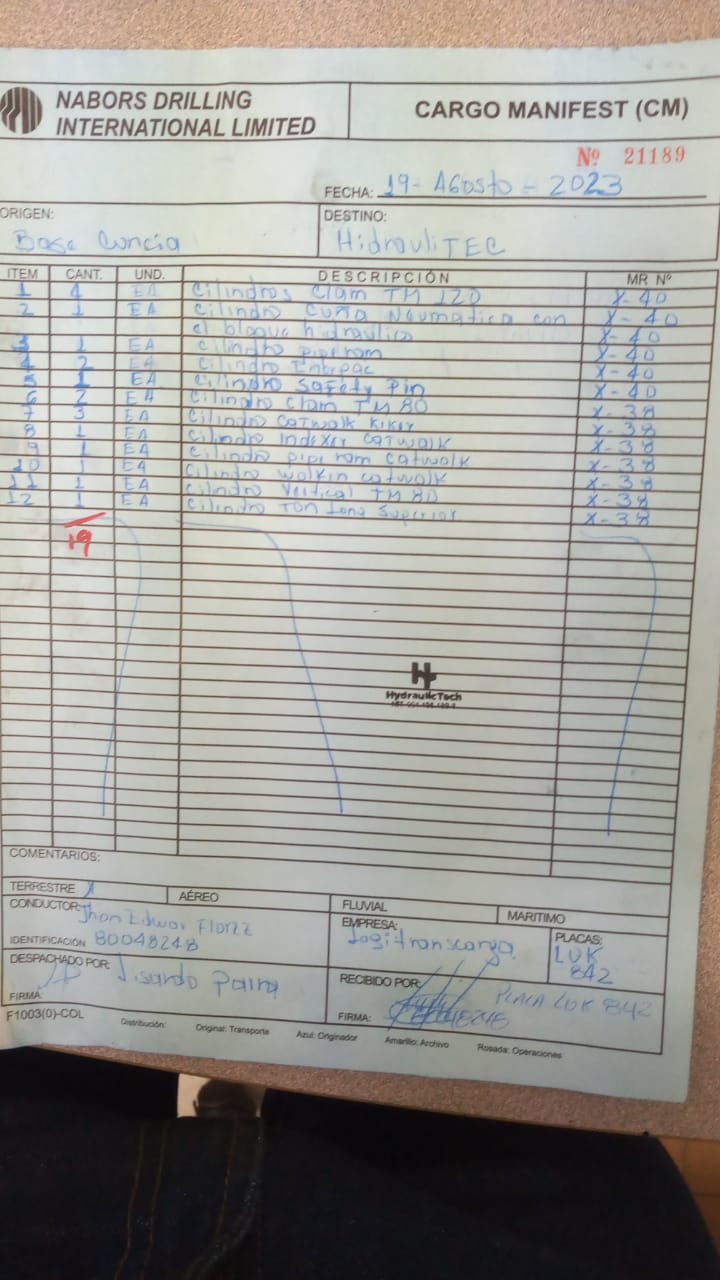 NABORS DRILLING
INTERNATIONAL LIMITED
CARGO MANIFEST (CM)
Nº 21189
FECHA: 19- Agosto - 2023
ORIGEN:
Base Cuncia
DESTINO:
HidrauliTEC
ITEM CANT. UND. DESCRIPCIÓN MR Nº
1 4 EA Cilindros Clam TM 120 X-40
2 1 EA Cilindro Cuña Neumatica con X-40
el bloque hidraulico X-40
3 1 EA Cilindro pipi ram X-40
4 2 EA Cilindro Enerpac X-40
5 1 EA Cilindro Safety Pin X-40
6 2 EA Cilindro Clam TM 80 X-38
7 3 EA Cilindro Catwalk Kiker X-38
8 1 EA Cilindro Indexer catwalk X-38
9 1 EA Cilindro pipi ram catwalk X-38
10 1 EA Cilindro walkin catwalk X-38
11 1 EA Cilindro Vertical TM 80 X-38
12 1 EA Cilindro Ton Superior X-38
19
HydraulicTech
COMENTARIOS:
TERRESTRE X AÉREO FLUVIAL MARITIMO
CONDUCTOR: Jhon Edwar Florez
IDENTIFICACIÓN 80048248
EMPRESA:
Logitranscarga
PLACAS:
LUK
842
DESPACHADO POR: Lisardo Parra
FIRMA:
RECIBIDO POR: PLACA LUK 842
FIRMA:
F1003(0)-COL Distribución: Original: Transporte Azul: Originador Amarillo: Archivo Rosada: Operaciones